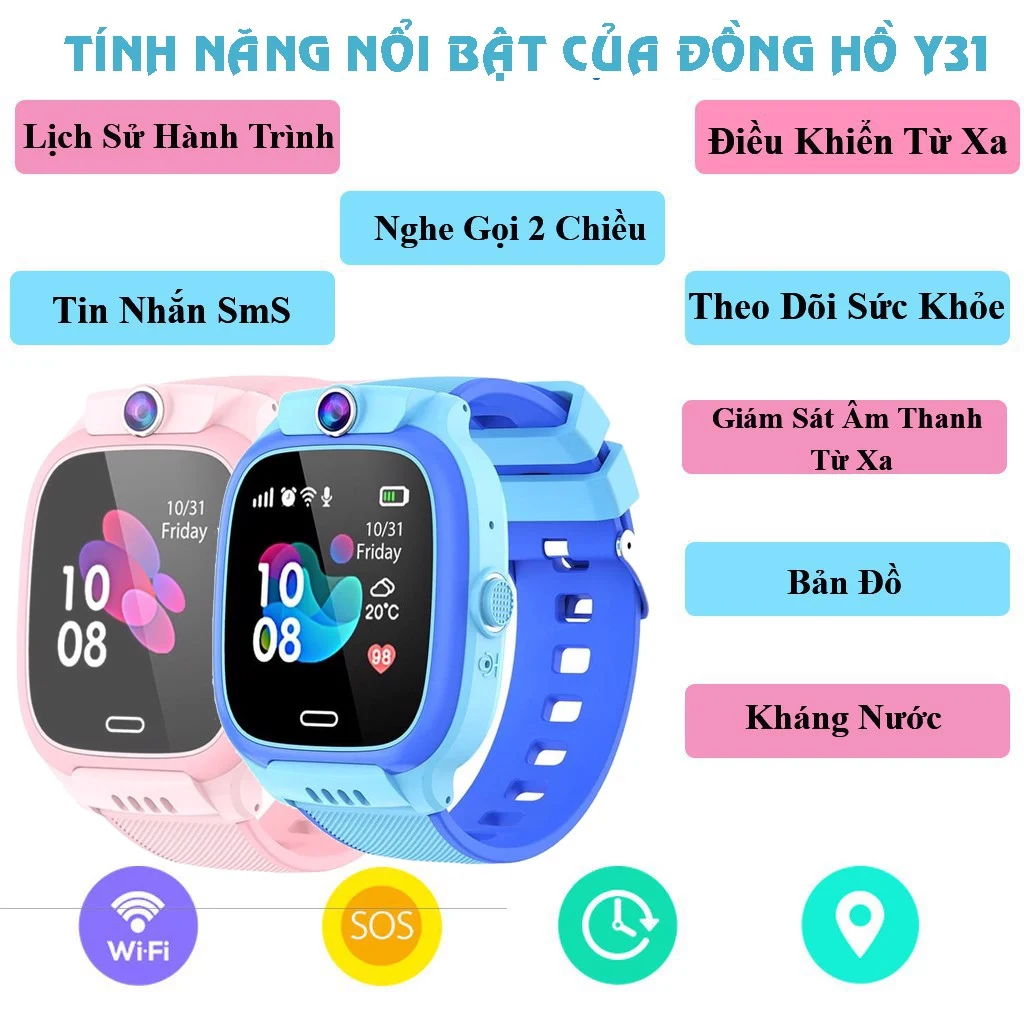 TÍNH NĂNG NỔI BẬT CỦA ĐỒNG HỒ Y31
Lịch Sử Hành Trình
Điều Khiển Từ Xa
Nghe Gọi 2 Chiều
Tin Nhắn SmS
Theo Dõi Sức Khỏe
Giám Sát Âm Thanh
Từ Xa
Bản Đồ
Kháng Nước
10/31
Friday
10
08
10/31
Friday
10
08
20°C
98
Wi-Fi
SOS